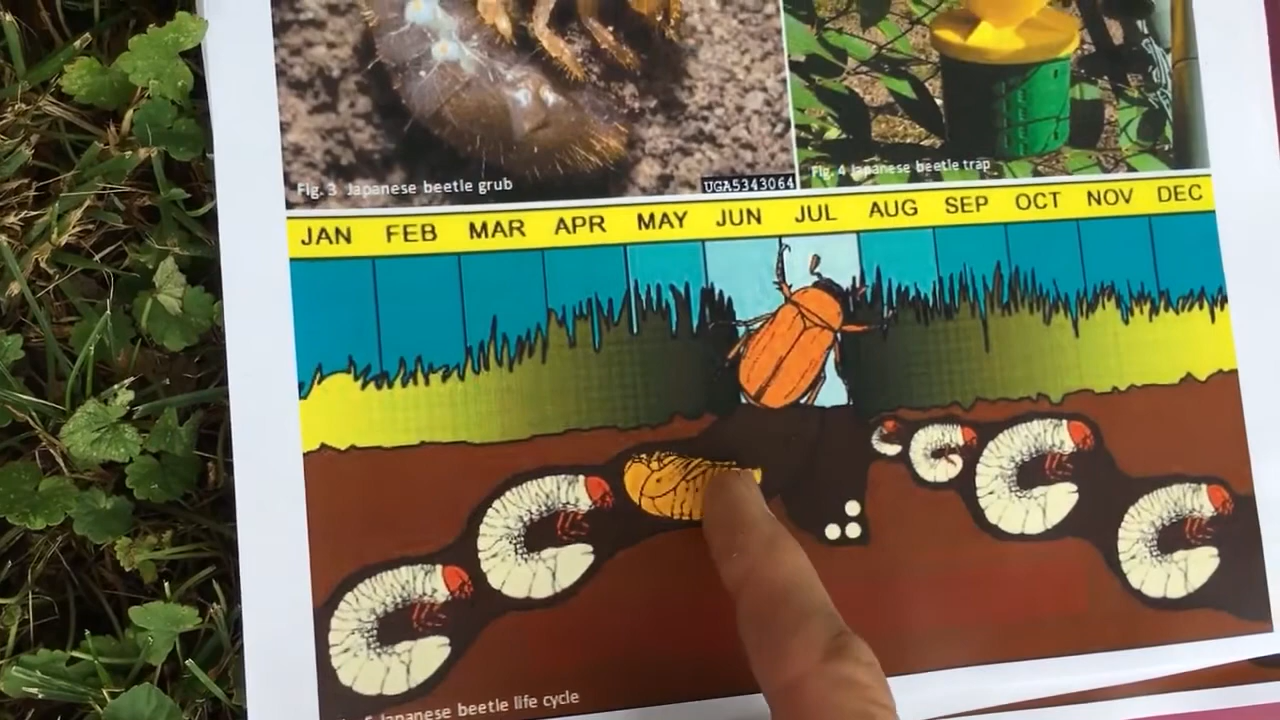 Fig. 3 Japanese beetle grub
UGA5343064
Fig. 4 Japanese beetle trap
JAN FEB MAR APR MAY JUN JUL AUG SEP OCT NOV DEC
Japanese beetle life cycle